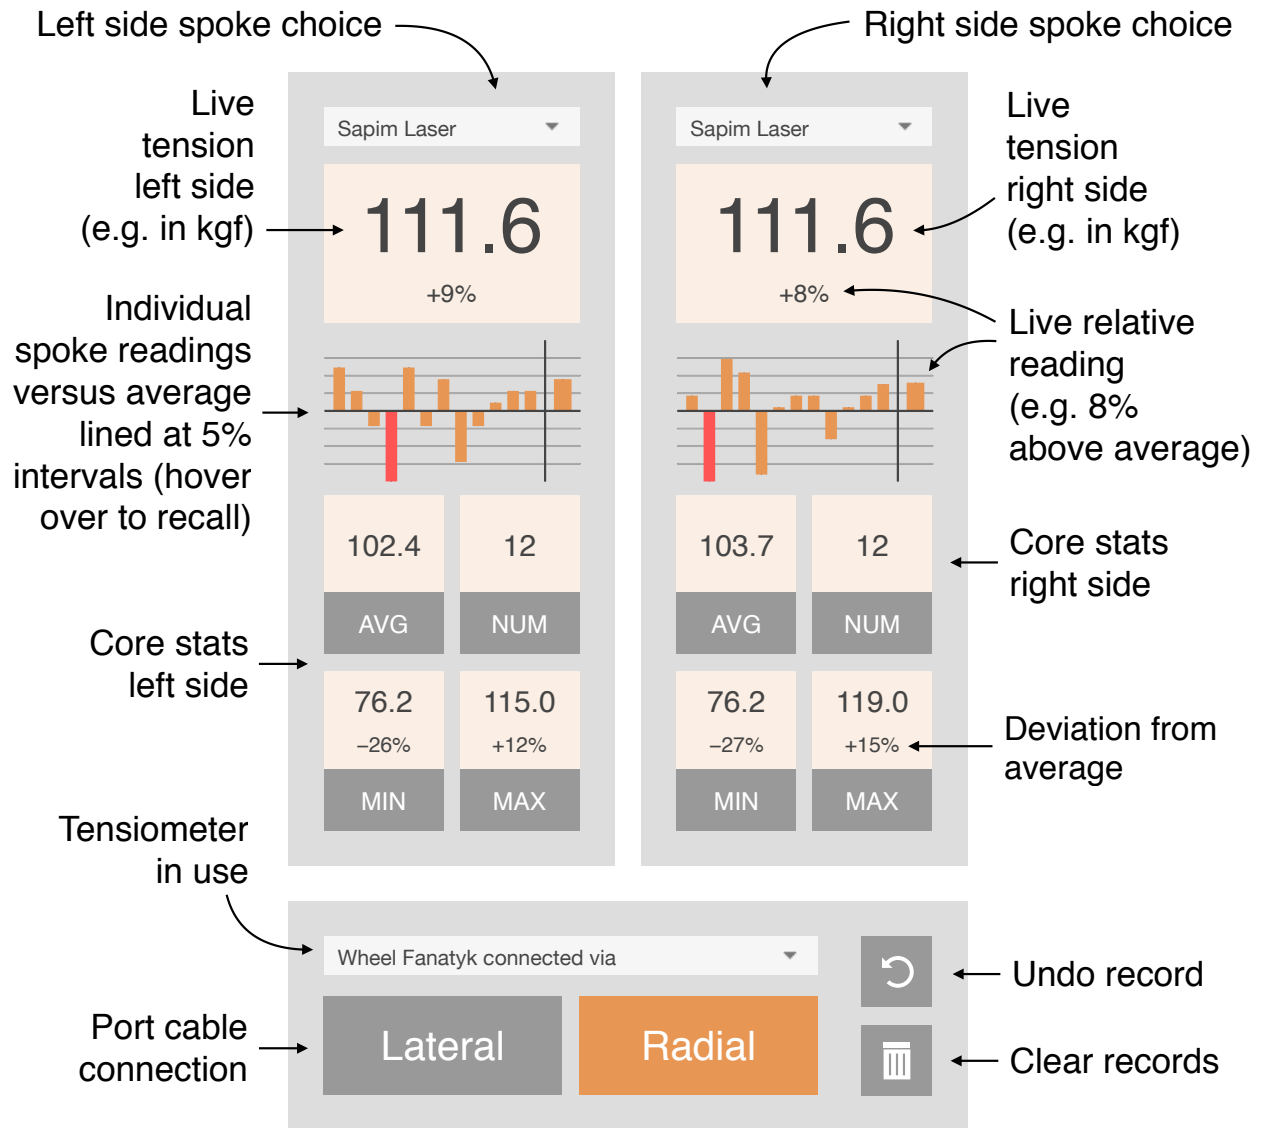 Left side spoke choice
Right side spoke choice
Live
tension
left side
(e.g. in kgf)
Sapim Laser
111.6
+9%
Sapim Laser
111.6
+8%
Live
tension
right side
(e.g. in kgf)
Individual
spoke readings
versus average
lined at 5%
intervals (hover
over to recall)
Live relative
reading
(e.g. 8%
above average)
102.4
12
AVG
NUM
103.7
12
AVG
NUM
Core stats
right side
Core stats
left side
76.2
115.0
−26%
+12%
MIN
MAX
76.2
119.0
−27%
+15%
MIN
MAX
Deviation from
average
Tensiometer
in use
Wheel Fanatyk connected via
Undo record
Port cable
connection
Lateral
Radial
Clear records